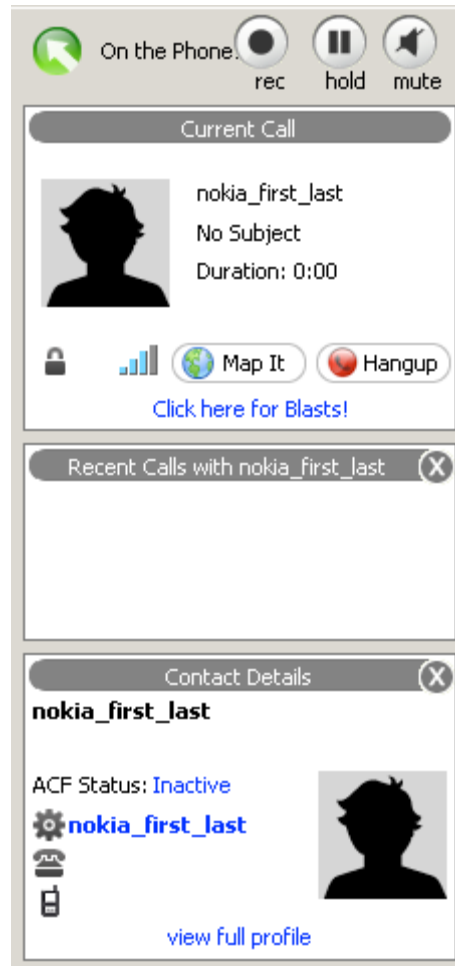 On the Phone.
rec hold mute
Current Call
nokia_first_last
No Subject
Duration: 0:00
Map It Hangup
Click here for Blasts!
Recent Calls with nokia_first_last X
Contact Details X
nokia_first_last
ACF Status: Inactive
nokia_first_last
view full profile